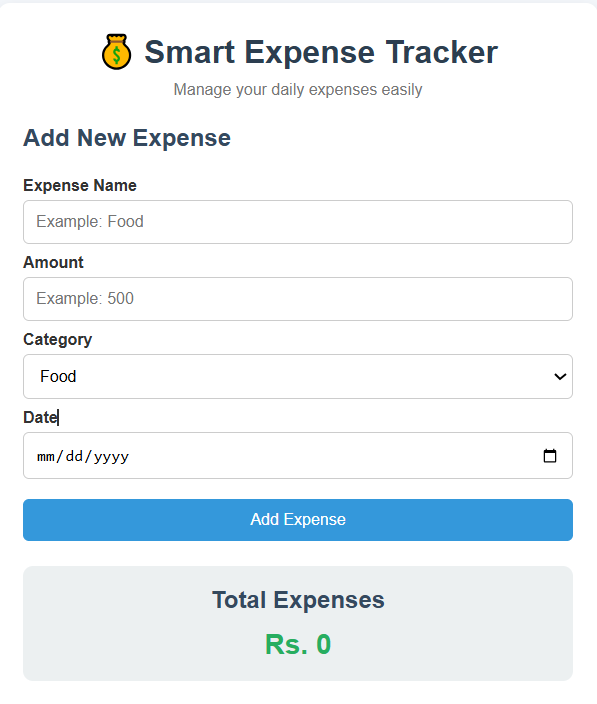 Smart Expense Tracker
Manage your daily expenses easily
Add New Expense
Expense Name
Example: Food
Amount
Example: 500
Category
Food
Date
mm/dd/yyyy
Add Expense
Total Expenses
Rs. 0